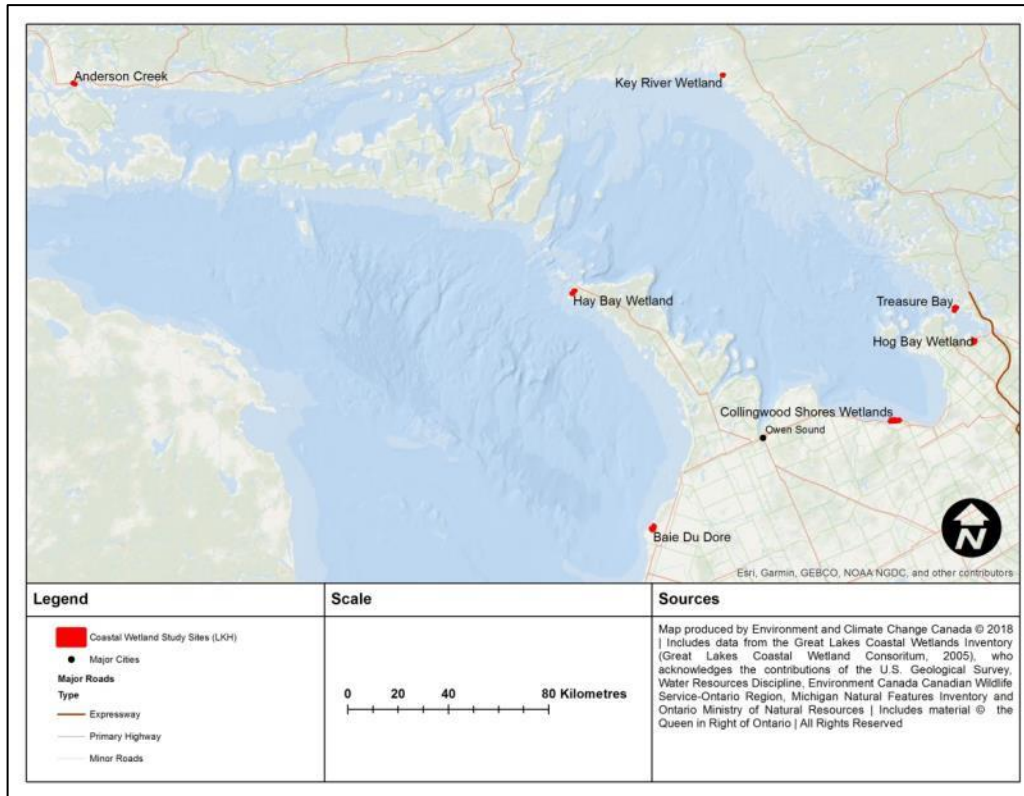 Anderson Creek
Key River Wetland
Hay Bay Wetland
Treasure Bay
Hog Bay Wetland
Collingwood Shores Wetlands
Owen Sound
Baie Du Dore
N
Esri, Garmin, GEBCO, NOAA NGDC, and other contributors
Legend
Coastal Wetland Study Sites (LKH)
Major Cities
Major Roads
Type
Expressway
Primary Highway
Minor Roads
Scale
0 20 40 80 Kilometres
Sources
Map produced by Environment and Climate Change Canada © 2018
| Includes data from the Great Lakes Coastal Wetlands Inventory
(Great Lakes Coastal Wetland Consoritum, 2005), who
acknowledges the contributions of the U.S. Geological Survey,
Water Resources Discipline, Environment Canada Canadian Wildlife
Service-Ontario Region, Michigan Natural Features Inventory and
Ontario Ministry of Natural Resources | Includes material © the
Queen in Right of Ontario | All Rights Reserved